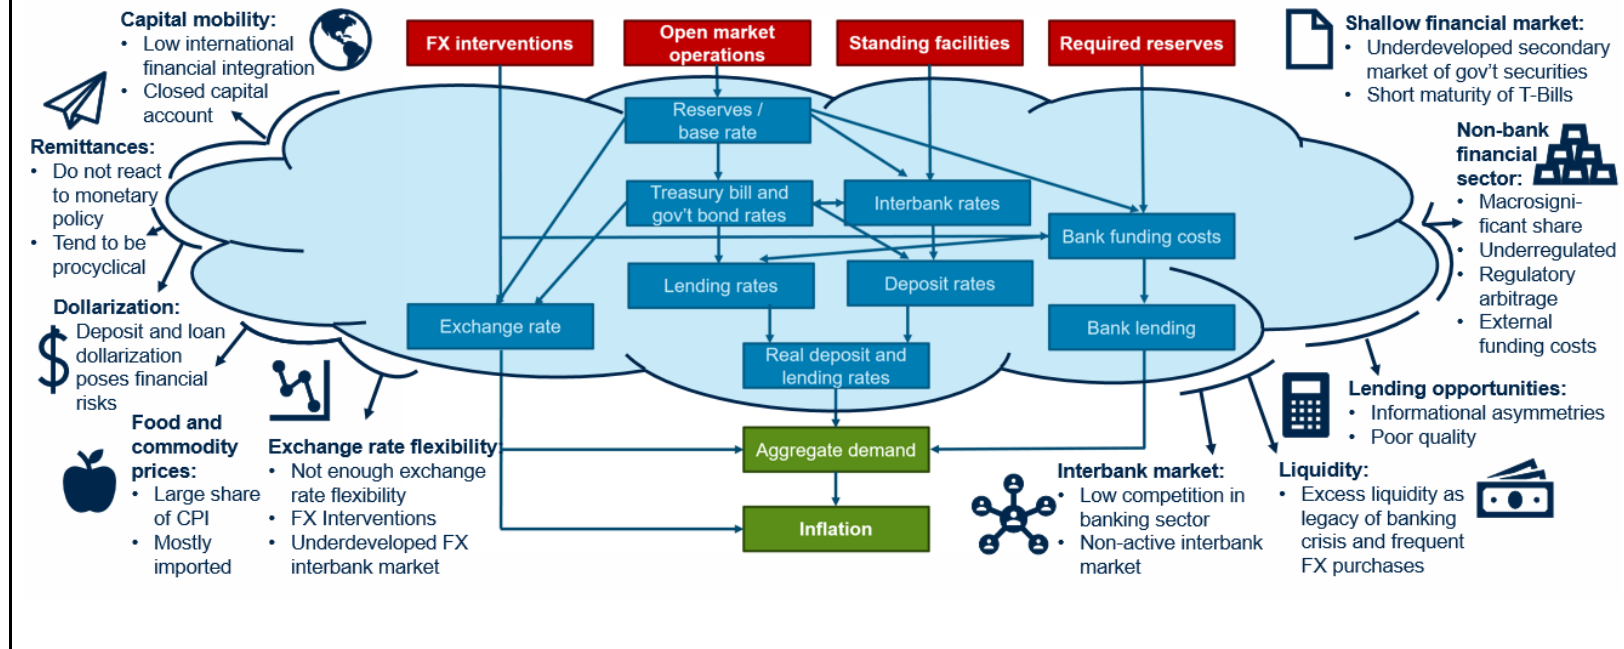 Capital mobility:
• Low international
financial integration
• Closed capital
account
Remittances:
• Do not react
to monetary
policy
• Tend to be
procyclical
Dollarization:
• Deposit and loan
dollarization
poses financial
risks
$
Food and
commodity
prices:
• Large share
of CPI
• Mostly
imported
Exchange rate flexibility:
• Not enough exchange
rate flexibility
• FX Interventions
• Underdeveloped FX
interbank market
FX interventions
Open market
operations
Standing facilities
Required reserves
Reserves /
base rate
Treasury bill and
gov't bond rates
Interbank rates
Bank funding costs
Lending rates
Deposit rates
Exchange rate
Bank lending
Real deposit and
lending rates
Aggregate demand
Inflation
Shallow financial market:
• Underdeveloped secondary
market of gov't securities
• Short maturity of T-Bills
Non-bank
financial
sector:
• Macrosigni-
ficant share
• Underregulated
• Regulatory
arbitrage
• External
funding costs
Lending opportunities:
• Informational asymmetries
• Poor quality
Interbank market:
• Low competition in
banking sector
• Non-active interbank
market
Liquidity:
• Excess liquidity as
legacy of banking
crisis and frequent
FX purchases